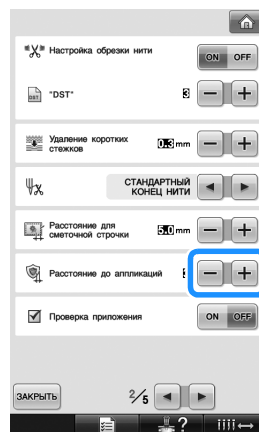 Настройка обрезки нити
ON OFF
DST
"DST"
3
Удаление коротких
стежков
0.3 mm
СТАНДАРТНЫЙ
КОНЕЦ НИТИ
Расстояние для
сметочной строчки
5.0 mm
Расстояние до аппликаций
Проверка приложения
ON OFF
ЗАКРЫТЬ
2/5